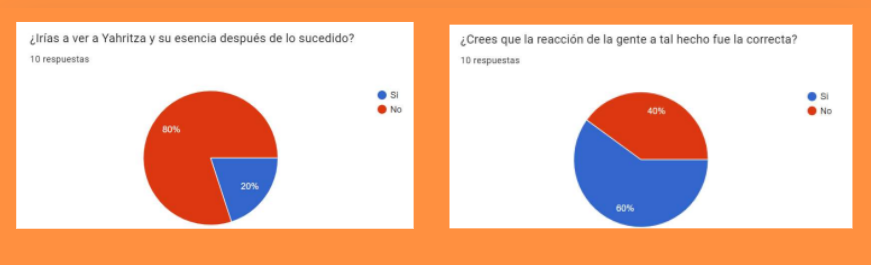 ¿Irías a ver a Yahritza y su esencia después de lo sucedido?
10 respuestas
Si
No
80%
20%
¿Crees que la reacción de la gente a tal hecho fue la correcta?
10 respuestas
Si
No
40%
60%